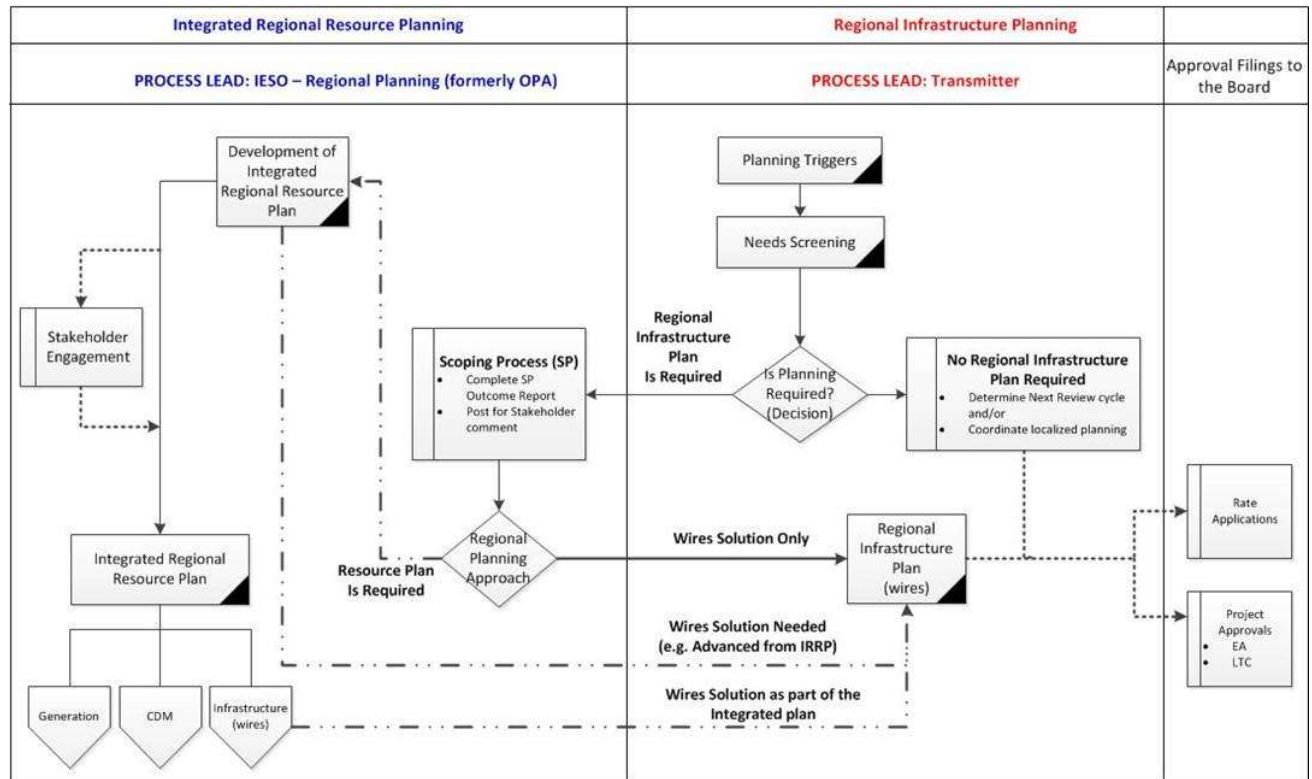 Integrated Regional Resource Planning
Regional Infrastructure Planning
PROCESS LEAD: IESO – Regional Planning (formerly OPA)
PROCESS LEAD: Transmitter
Approval Filings to
the Board
Development of
Integrated
Regional Resource
Plan
Planning Triggers
Needs Screening
Stakeholder
Engagement
Regional
Infrastructure
Plan
Is Required
Scoping Process (SP)
• Complete SP
Outcome Report
• Post for Stakeholder
comment
Is Planning
Required?
(Decision)
No Regional Infrastructure
Plan Required
• Determine Next Review cycle
and/or
• Coordinate localized planning
Integrated Regional
Resource Plan
Resource Plan
Is Required
Regional
Planning
Approach
Wires Solution Only
Regional
Infrastructure
Plan
(wires)
Rate
Applications
Wires Solution Needed
(e.g. Advanced from IRRP)
Project
Approvals
• EA
• LTC
Generation
CDM
Infrastructure
(wires)
Wires Solution as part of the
Integrated plan